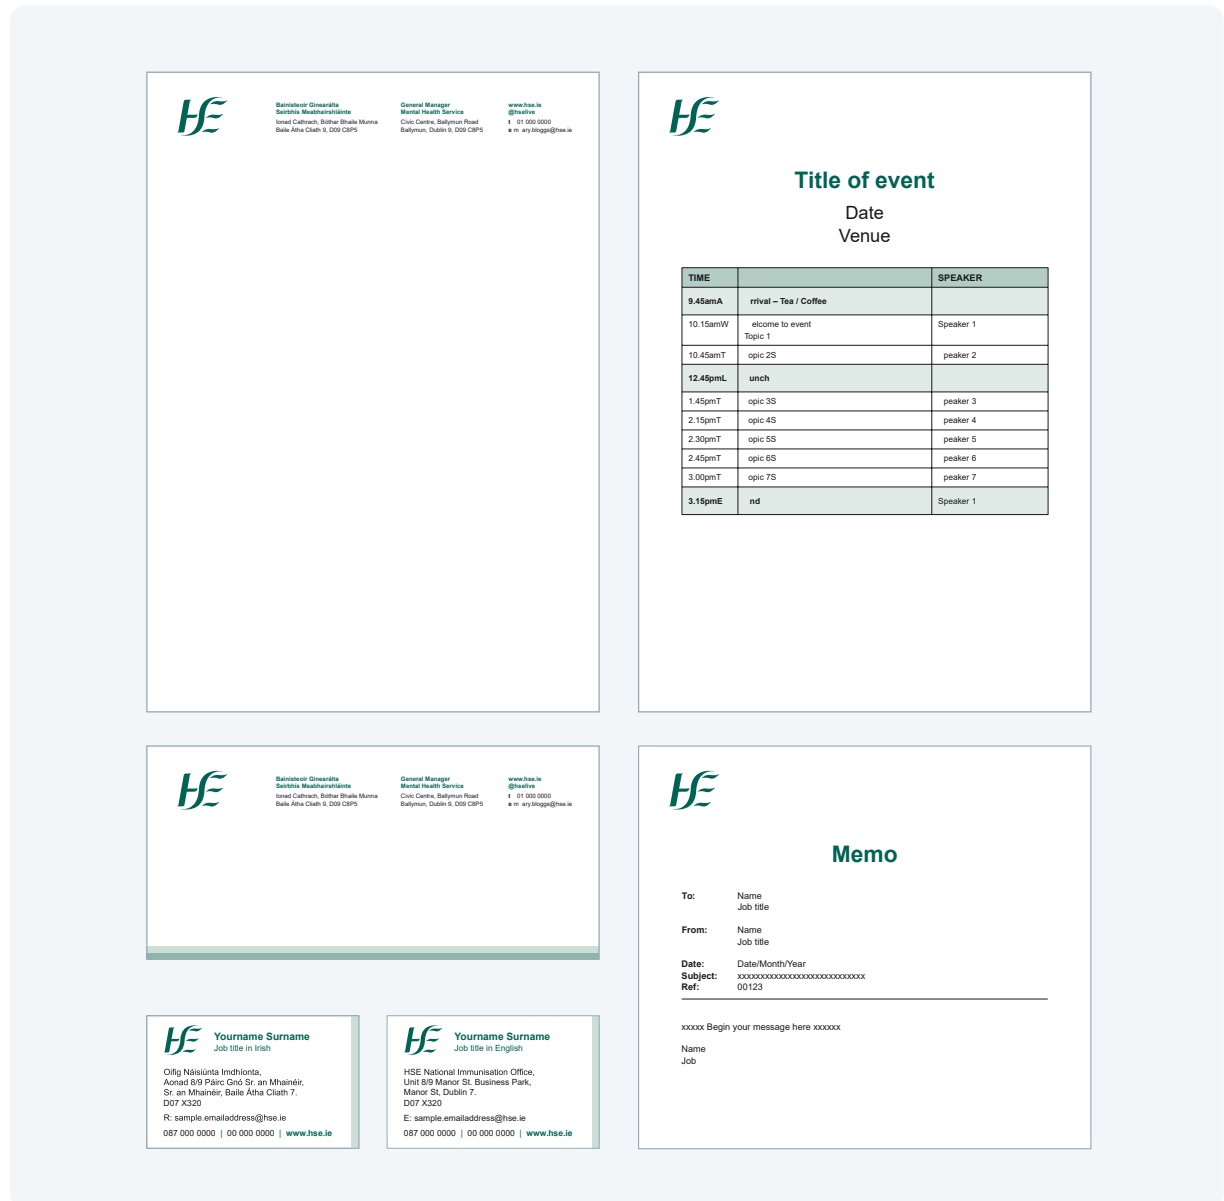 HSE
Bainisteoir Ginearálta
Seirbhís Meabhairshláinte
Ionad Cathrach, Bóthar Bhaile Munna
Baile Átha Cliath 9, D09 C8P5
General Manager
Mental Health Service
Civic Centre, Ballymun Road
Ballymun, Dublin 9, D09 C8P5
www.hse.ie
@hselive
t 01 000 0000
e m ary.bloggs@hse.ie
HSE
Title of event
Date
Venue
TIME SPEAKER
9.45amA rrival – Tea / Coffee
10.15amW elcome to event Speaker 1
Topic 1
10.45amT opic 2S peaker 2
12.45pmL unch
1.45pmT opic 3S peaker 3
2.15pmT opic 4S peaker 4
2.30pmT opic 5S peaker 5
2.45pmT opic 6S peaker 6
3.00pmT opic 7S peaker 7
3.15pmE nd Speaker 1
HSE
Bainisteoir Ginearálta
Seirbhís Meabhairshláinte
Ionad Cathrach, Bóthar Bhaile Munna
Baile Átha Cliath 9, D09 C8P5
General Manager
Mental Health Service
Civic Centre, Ballymun Road
Ballymun, Dublin 9, D09 C8P5
www.hse.ie
@hselive
t 01 000 0000
e m ary.bloggs@hse.ie
HSE
Memo
To: Name
Job title
From: Name
Job title
Date: Date/Month/Year
Subject: xxxxxxxxxxxxxxxxxxxxxxxxxxxx
Ref: 00123
xxxxx Begin your message here xxxxxx
Name
Job
HSE
Yourname Surname
Job title in Irish
Oifig Náisiúnta Imdhíonta,
Aonad 8/9 Páirc Gnó Sr. an Mhainéir,
Sr. an Mhainéir, Baile Átha Cliath 7.
D07 X320
R: sample.emailaddress@hse.ie
087 000 0000 | 00 000 0000 | www.hse.ie
HSE
Yourname Surname
Job title in English
HSE National Immunisation Office,
Unit 8/9 Manor St. Business Park,
Manor St, Dublin 7.
D07 X320
E: sample.emailaddress@hse.ie
087 000 0000 | 00 000 0000 | www.hse.ie